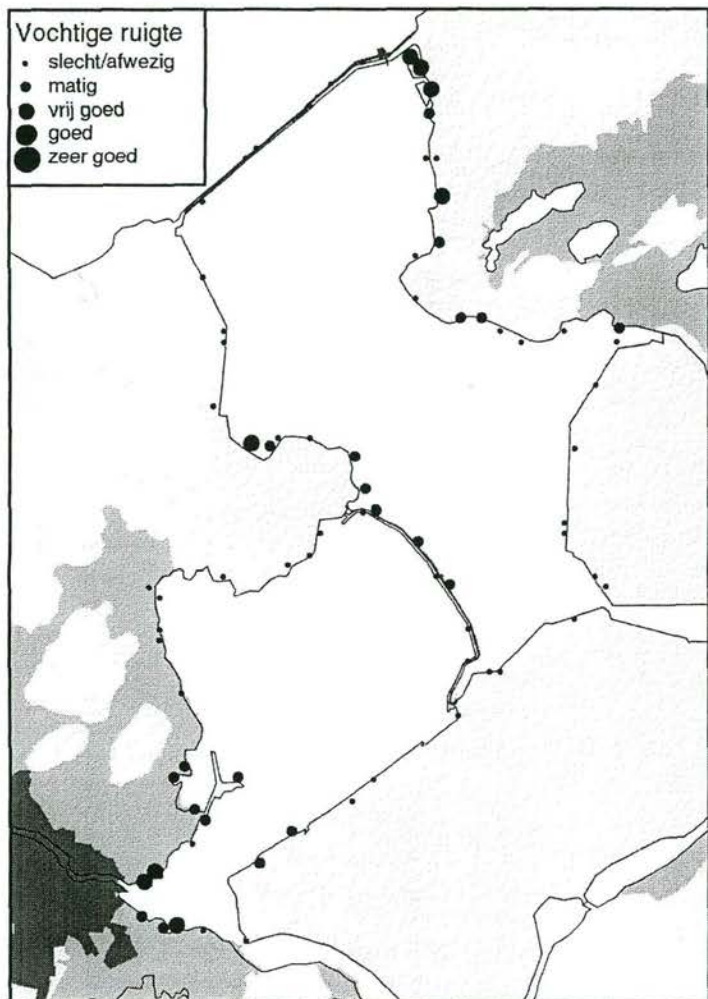 Vochtige ruigte
slecht/afwezig
matig
vrij goed
goed
zeer goed